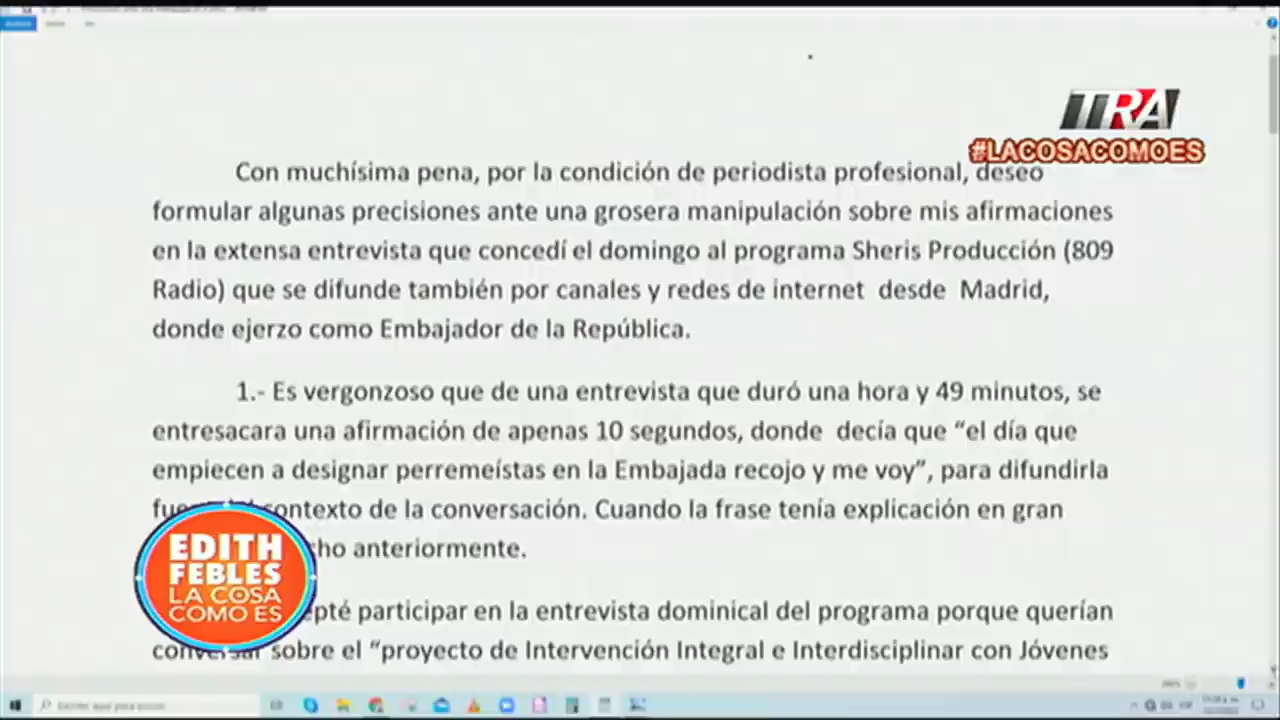 TRA
#LACOSACOMOES
Con muchísima pena, por la condición de periodista profesional, deseo
formular algunas precisiones ante una grosera manipulación sobre mis afirmaciones
en la extensa entrevista que concedí el domingo al programa Sheris Producción (809
Radio) que se difunde también por canales y redes de internet desde Madrid,
donde ejerzo como Embajador de la República.
1.- Es vergonzoso que de una entrevista que duró una hora y 49 minutos, se
entresacara una afirmación de apenas 10 segundos, donde decía que “el día que
empiecen a designar perremeístas en la Embajada recojo y me voy”, para difundirla
contexto de la conversación. Cuando la frase tenía explicación en gran
anteriormente.
participar en la entrevista dominical del programa porque querían
sobre el “proyecto de Intervención Integral e Interdisciplinar con Jóvenes
EDITH
FEBLES
LA COSA
COMO ES